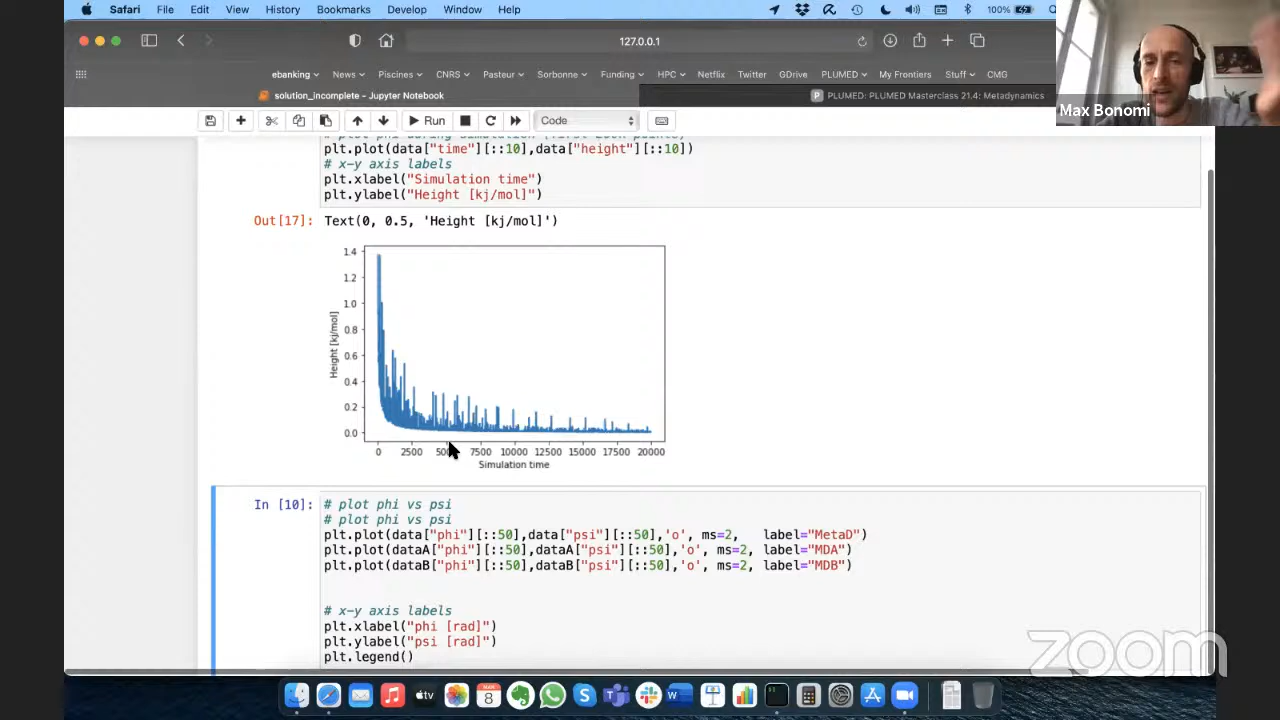 Safari File Edit View History Bookmarks Develop Window Help 100%
127.0.0.1
ebanking News Piscines CNRS Pasteur Sorbonne Funding HPC Netflix Twitter GDrive PLUMED My Frontiers Stuff CMG
solution_incomplete – Jupyter Notebook
P PLUMED: PLUMED Masterclass 21.4: Metadynamics
Max Bonomi
Run Code
plt.plot(data["time"][::10],data["height"][::10])
# x-y axis labels
plt.xlabel("Simulation time")
plt.ylabel("Height [kj/mol]")
Out[17]: Text(0, 0.5, 'Height [kj/mol]')
1.4
1.2
1.0
0.8
0.6
0.4
0.2
0.0
Height [kj/mol]
0 2500 5000 7500 10000 12500 15000 17500 20000
Simulation time
In [10]: # plot phi vs psi
# plot phi vs psi
plt.plot(data["phi"][::50],data["psi"][::50],'o', ms=2, label="MetaD")
plt.plot(dataA["phi"][::50],dataA["psi"][::50],'o', ms=2, label="MDA")
plt.plot(dataB["phi"][::50],dataB["psi"][::50],'o', ms=2, label="MDB")
# x-y axis labels
plt.xlabel("phi [rad]")
plt.ylabel("psi [rad]")
plt.legend()
zoom
tv
MAR
8